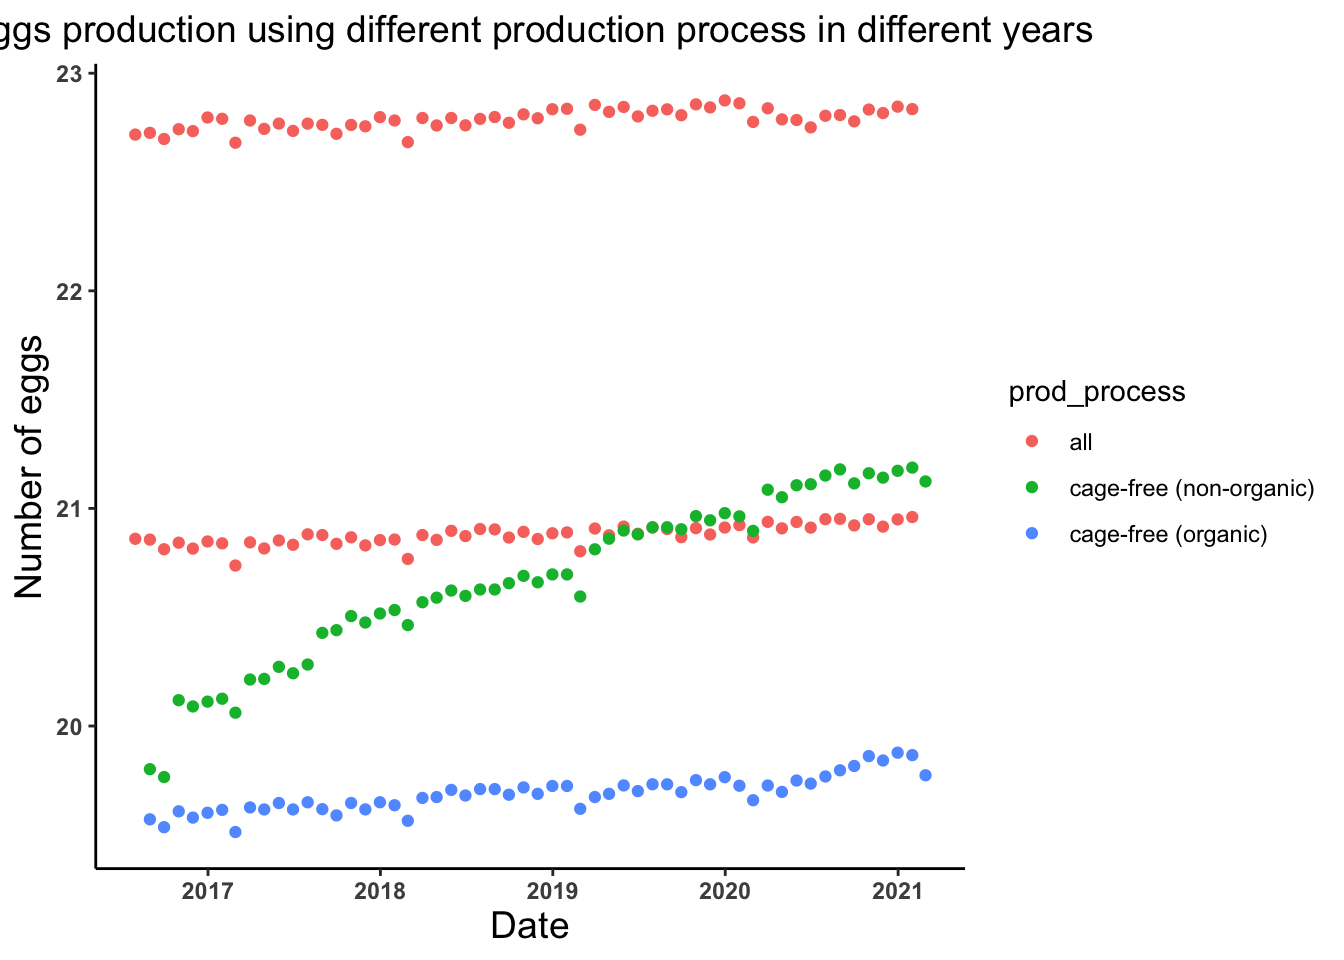 ggs production using different production process in different years
23
22
21
20
Number of eggs
2017 2018 2019 2020 2021
Date
prod_process
all
cage-free (non-organic)
cage-free (organic)